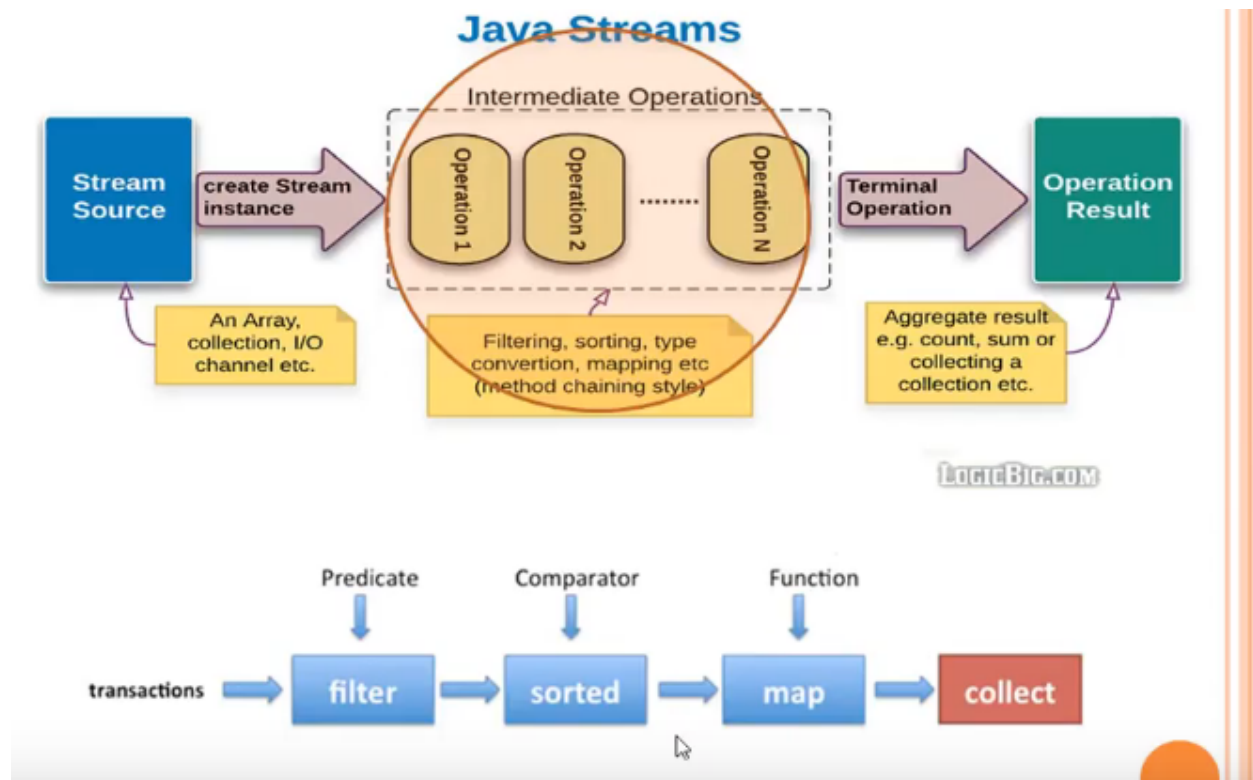 Java Streams
Intermediate Operations
Stream
Source
create Stream
instance
Operation 1
Operation 2
........
Operation N
Terminal
Operation
Operation
Result
An Array,
collection, I/O
channel etc.
Filtering, sorting, type
convertion, mapping etc
(method chaining style)
Aggregate result
e.g. count, sum or
collecting a
collection etc.
LogicBig.com
Predicate
Comparator
Function
transactions
filter
sorted
map
collect